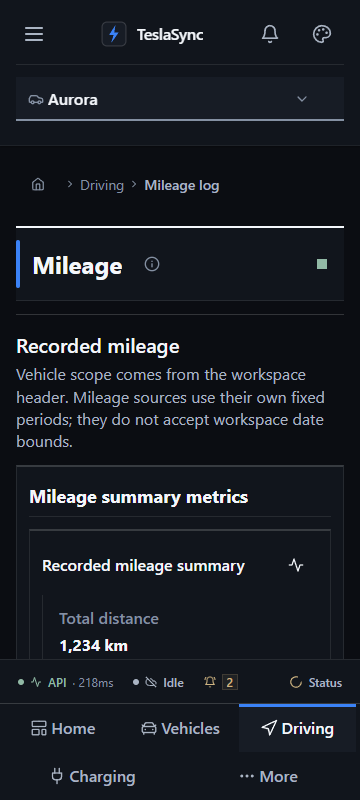 TeslaSync
Aurora
Driving
Mileage log
Mileage
Recorded mileage
Vehicle scope comes from the workspace
header. Mileage sources use their own fixed
periods; they do not accept workspace date
bounds.
Mileage summary metrics
Recorded mileage summary
Total distance
1,234 km
API · 218ms
Idle
2
Status
Home
Vehicles
Driving
Charging
More